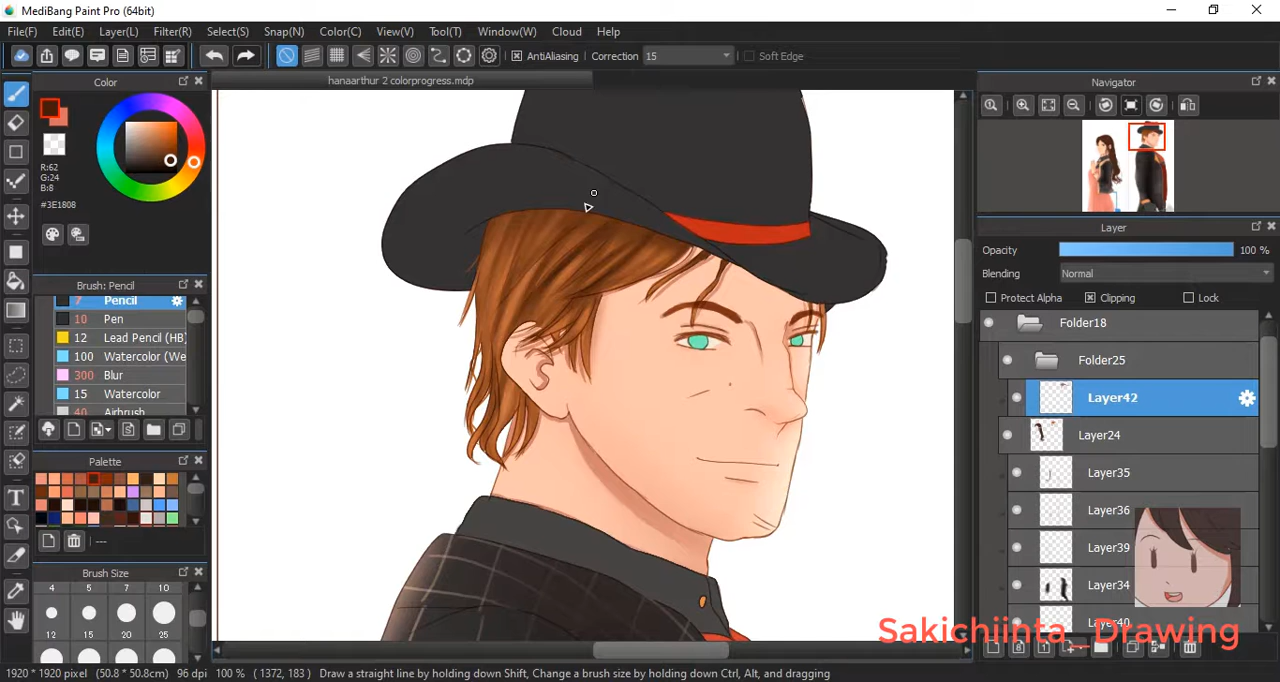 MediBang Paint Pro (64bit)
File(F) Edit(E) Layer(L) Filter(R) Select(S) Snap(N) Color(C) View(V) Tool(T) Window(W) Cloud Help
AntiAliasing Correction 15 Soft Edge
Color
hanaarthur 2 colorprogress.mdp
Navigator
R:62
G:24
B:8
#3E1808
Layer
Opacity 100 %
Blending Normal
Protect Alpha Clipping Lock
Brush: Pencil
7 Pencil
10 Pen
12 Lead Pencil (HB)
100 Watercolor (We
300 Blur
15 Watercolor
40 Airbrush
Folder18
Folder25
Layer42
Layer24
Layer35
Layer36
Layer39
Layer34
Layer40
Palette
---
Brush Size
4 5 7 10
12 15 20 25
Sakichiinta_Drawing
1920 * 1920 pixel (50.8 * 50.8cm) 96 dpi 100 % ( 1372, 183 ) Draw a straight line by holding down Shift, Change a brush size by holding down Ctrl, Alt, and dragging